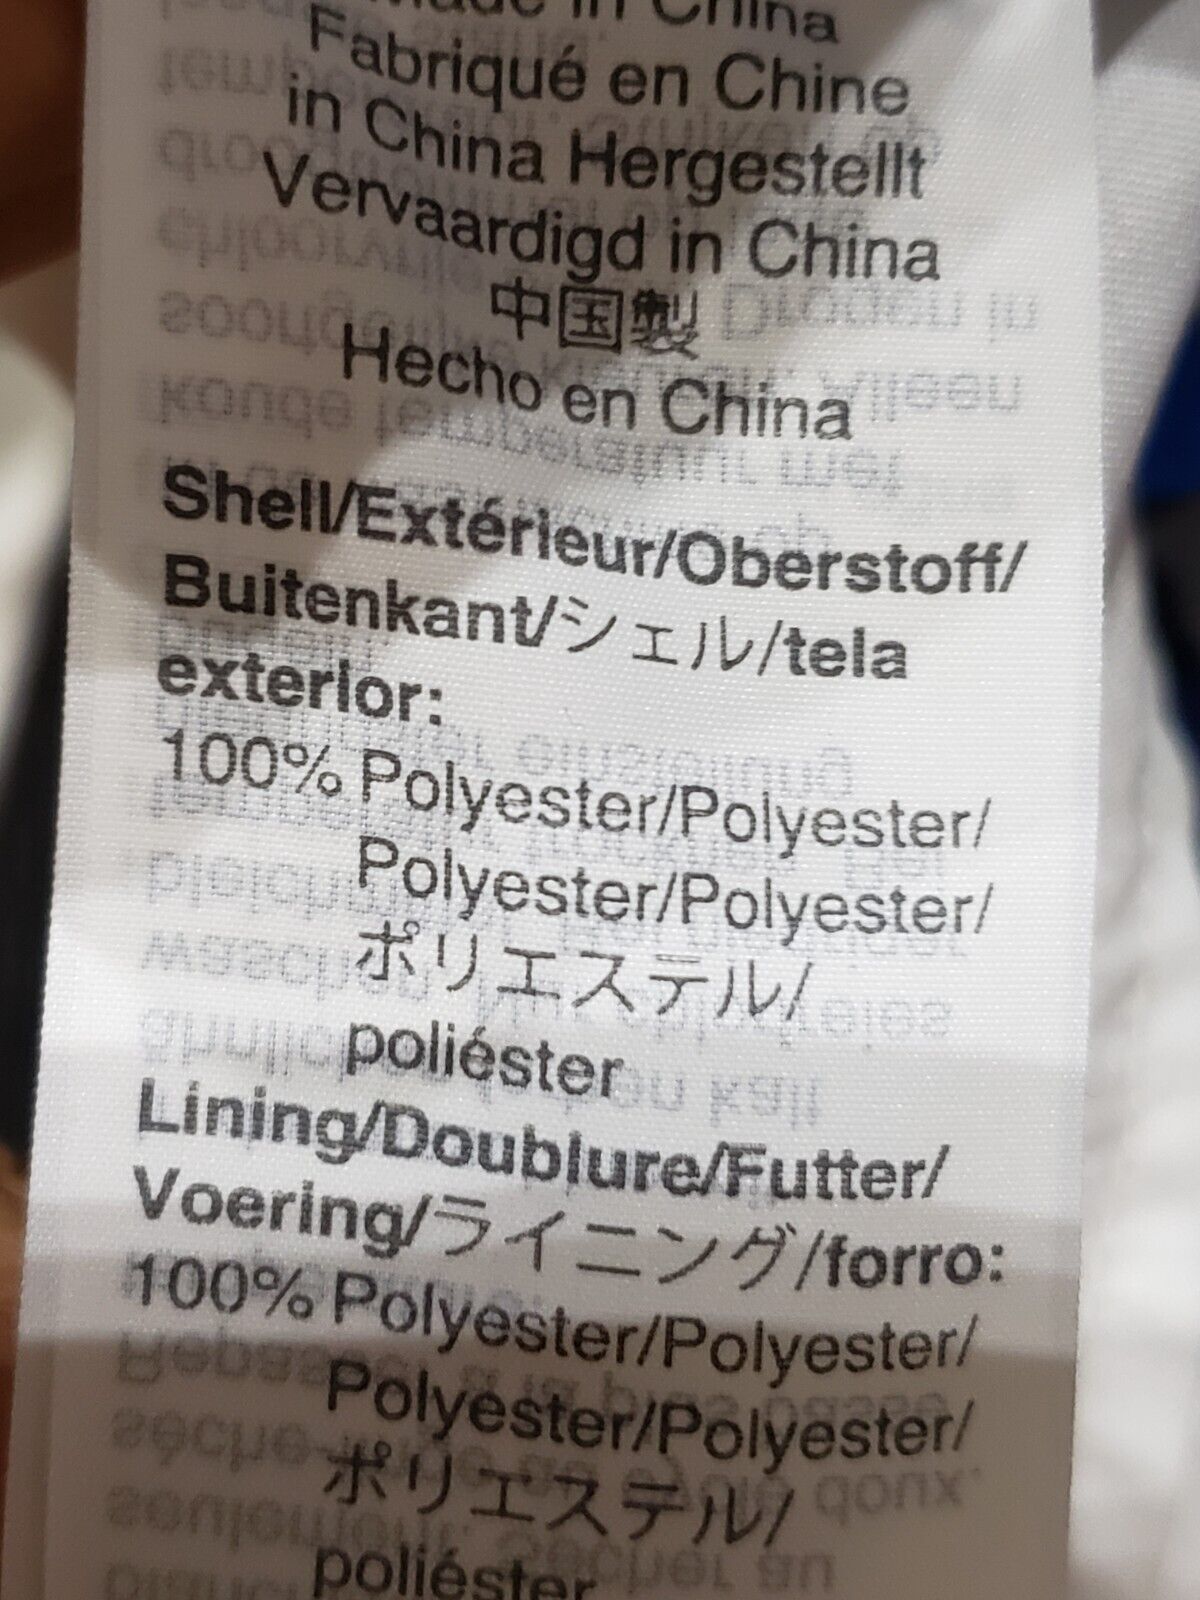 Made in China
Fabriqué en Chine
in China Hergestellt
Vervaardigd in China
中国製
Hecho en China
Shell/Extérieur/Oberstoff/
Buitenkant/シェル/tela
exterior:
100% Polyester/Polyester/
Polyester/Polyester/
ポリエステル/
poliéster
Lining/Doublure/Futter/
Voering/ライニング/forro:
100% Polyester/Polyester/
Polyester/Polyester/
ポリエステル/
poliéster